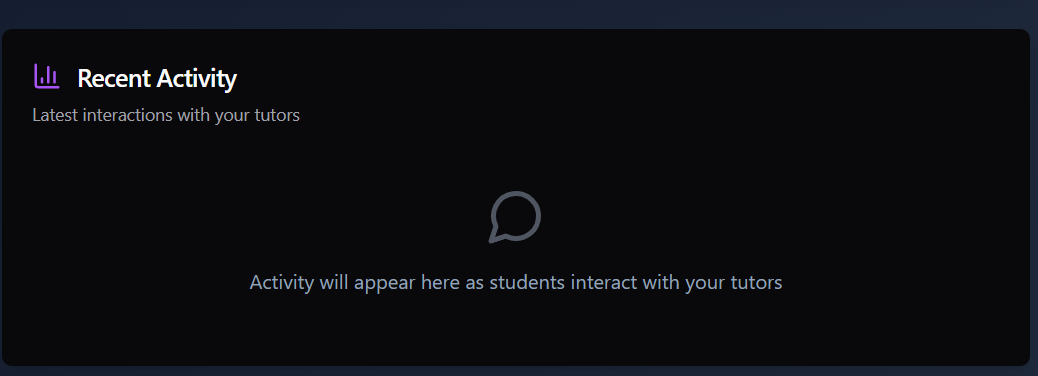 Recent Activity
Latest interactions with your tutors
Activity will appear here as students interact with your tutors